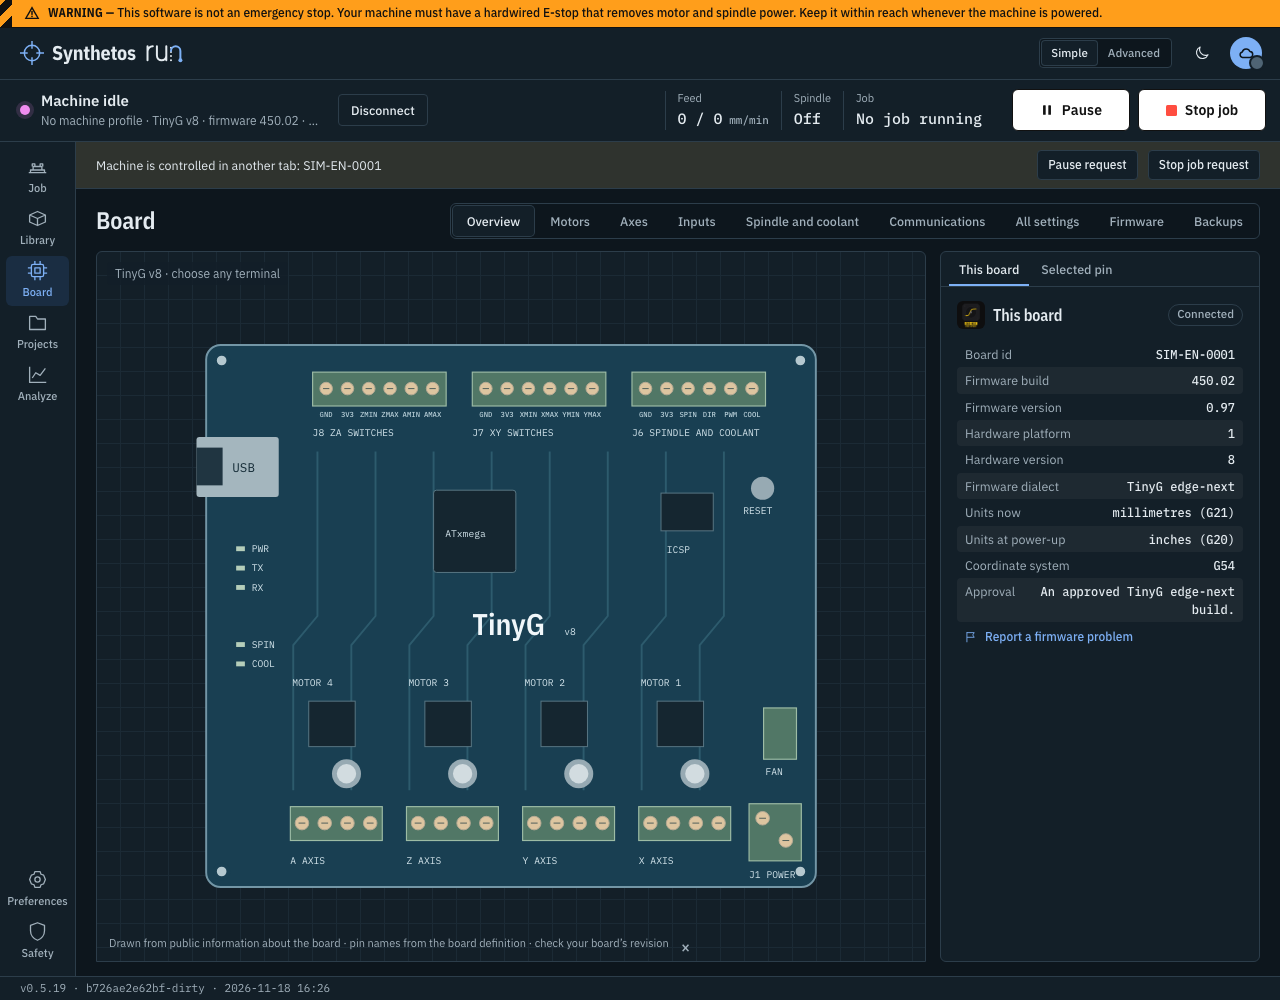 WARNING — This software is not an emergency stop. Your machine must have a hardwired E-stop that removes motor and spindle power. Keep it within reach whenever the machine is powered.
Synthetos run
Simple Advanced
Machine idle
No machine profile · TinyG v8 · firmware 450.02 · ...
Disconnect
Feed
0 / 0 mm/min
Spindle
Off
Job
No job running
Pause
Stop job
Machine is controlled in another tab: SIM-EN-0001
Pause request
Stop job request
Job
Library
Board
Projects
Analyze
Preferences
Safety
Board
Overview Motors Axes Inputs Spindle and coolant Communications All settings Firmware Backups
TinyG v8 · choose any terminal
GND 3V3 ZMIN ZMAX AMIN AMAX
J8 ZA SWITCHES
GND 3V3 XMIN XMAX YMIN YMAX
J7 XY SWITCHES
GND 3V3 SPIN DIR PWM COOL
J6 SPINDLE AND COOLANT
USB
RESET
ATxmega
ICSP
PWR
TX
RX
TinyG v8
SPIN
COOL
MOTOR 4 MOTOR 3 MOTOR 2 MOTOR 1
FAN
A AXIS Z AXIS Y AXIS X AXIS
J1 POWER
Drawn from public information about the board · pin names from the board definition · check your board's revision ×
This board Selected pin
This board
Connected
Board id SIM-EN-0001
Firmware build 450.02
Firmware version 0.97
Hardware platform 1
Hardware version 8
Firmware dialect TinyG edge-next
Units now millimetres (G21)
Units at power-up inches (G20)
Coordinate system G54
Approval An approved TinyG edge-next
build.
Report a firmware problem
v0.5.19 · b726ae2e62bf-dirty · 2026-11-18 16:26